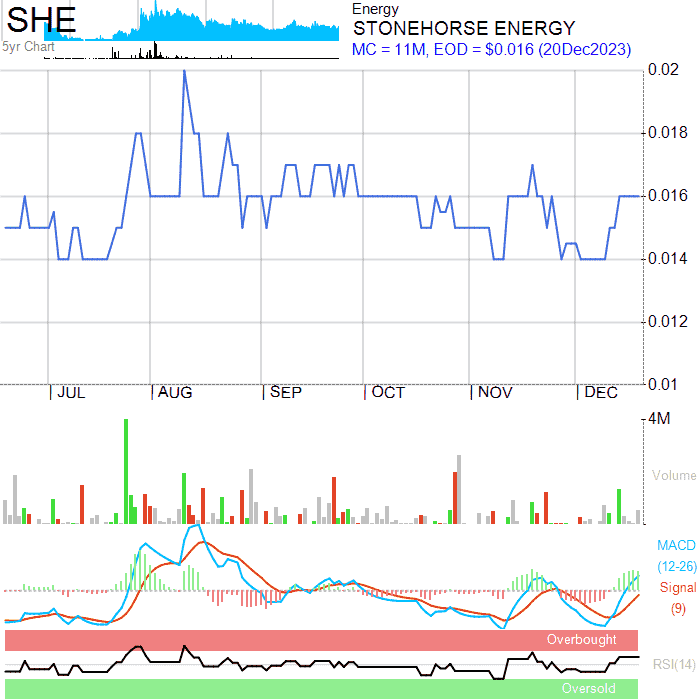 SHE
5yr Chart
Energy
STONEHORSE ENERGY
MC = 11M, EOD = $0.016 (20Dec2023)
0.02
0.018
0.016
0.014
0.012
0.01
JUL AUG SEP OCT NOV DEC
4M
Volume
MACD
(12-26)
Signal
(9)
Overbought
RSI(14)
Oversold